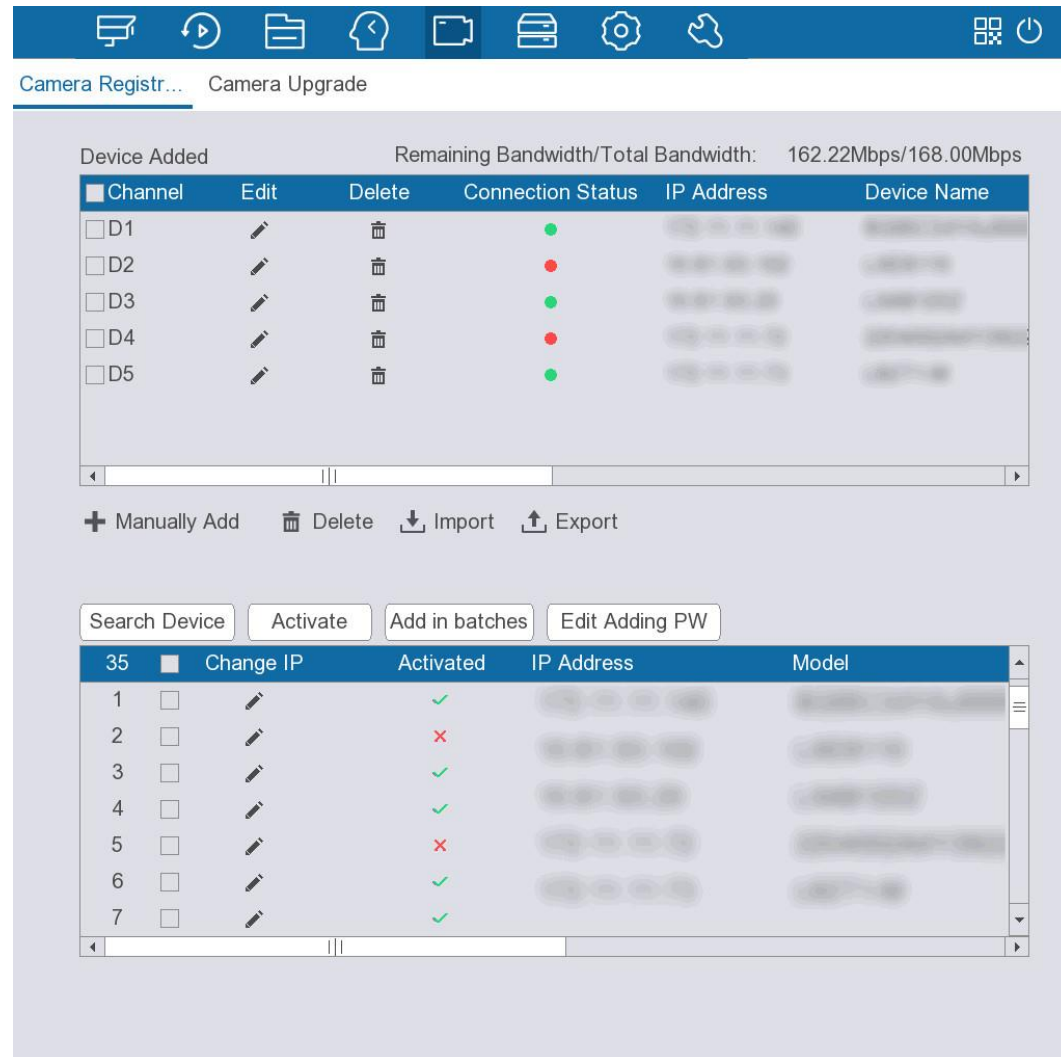 Camera Registr... Camera Upgrade
Device Added Remaining Bandwidth/Total Bandwidth: 162.22Mbps/168.00Mbps
Channel Edit Delete Connection Status IP Address Device Name
D1
D2
D3
D4
D5
Manually Add Delete Import Export
Search Device Activate Add in batches Edit Adding PW
35 Change IP Activated IP Address Model
1
2
3
4
5
6
7